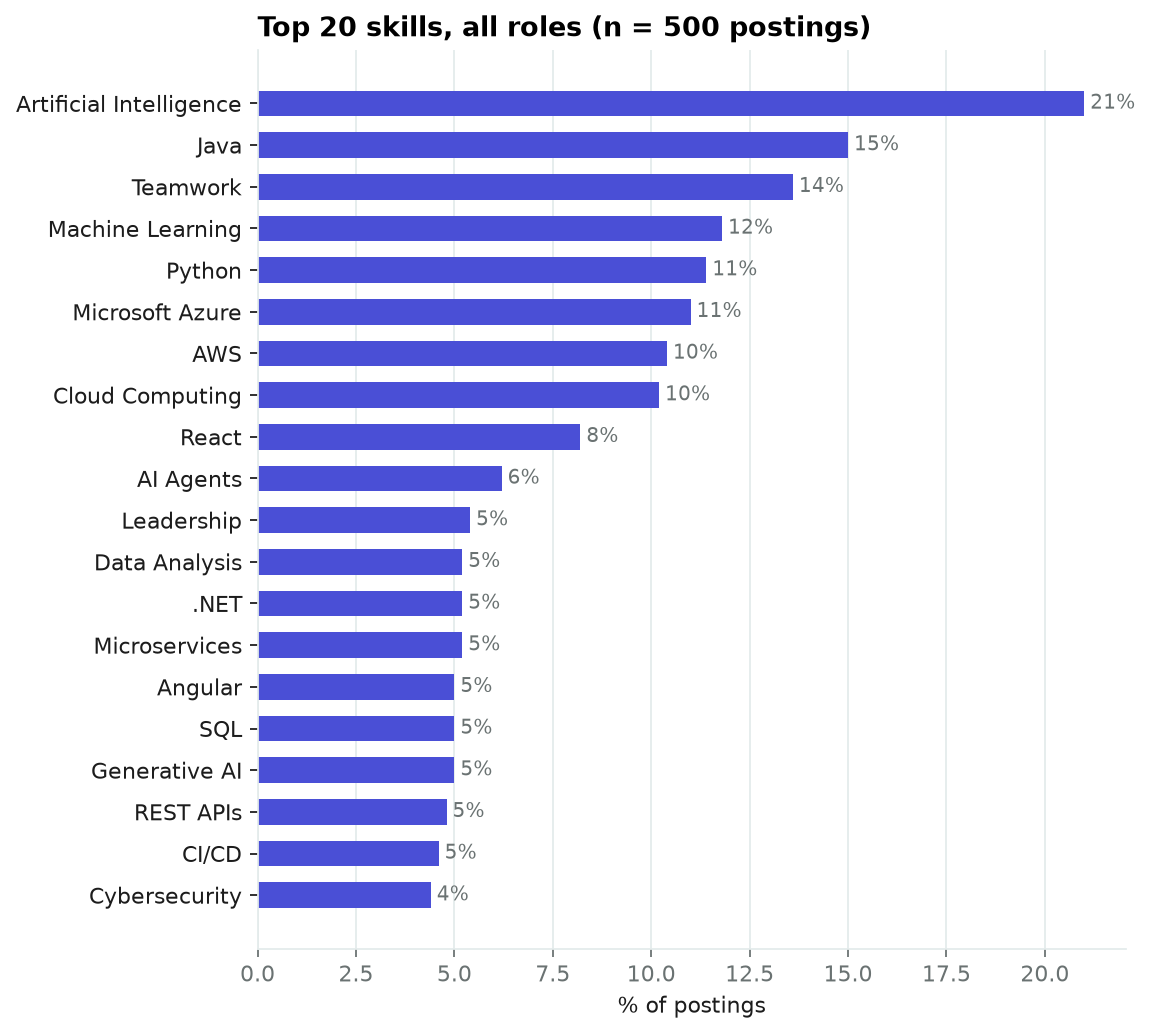 Top 20 skills, all roles (n = 500 postings)
Artificial Intelligence 21%
Java 15%
Teamwork 14%
Machine Learning 12%
Python 11%
Microsoft Azure 11%
AWS 10%
Cloud Computing 10%
React 8%
AI Agents 6%
Leadership 5%
Data Analysis 5%
.NET 5%
Microservices 5%
Angular 5%
SQL 5%
Generative AI 5%
REST APIs 5%
CI/CD 5%
Cybersecurity 4%
0.0 2.5 5.0 7.5 10.0 12.5 15.0 17.5 20.0
% of postings